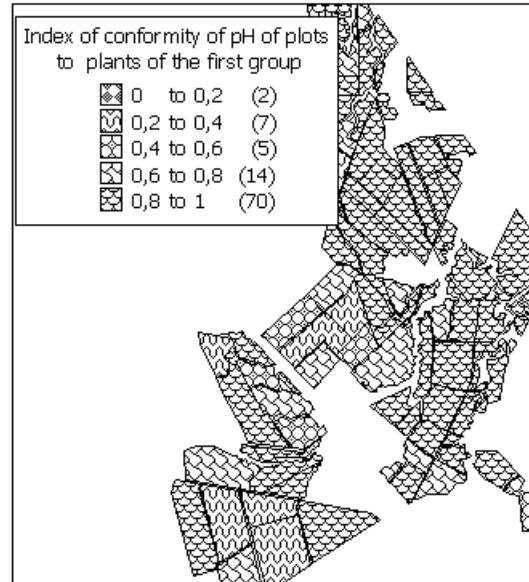 Index of conformity of pH of plots
to plants of the first group
0 to 0,2 (2)
0,2 to 0,4 (7)
0,4 to 0,6 (5)
0,6 to 0,8 (14)
0,8 to 1 (70)